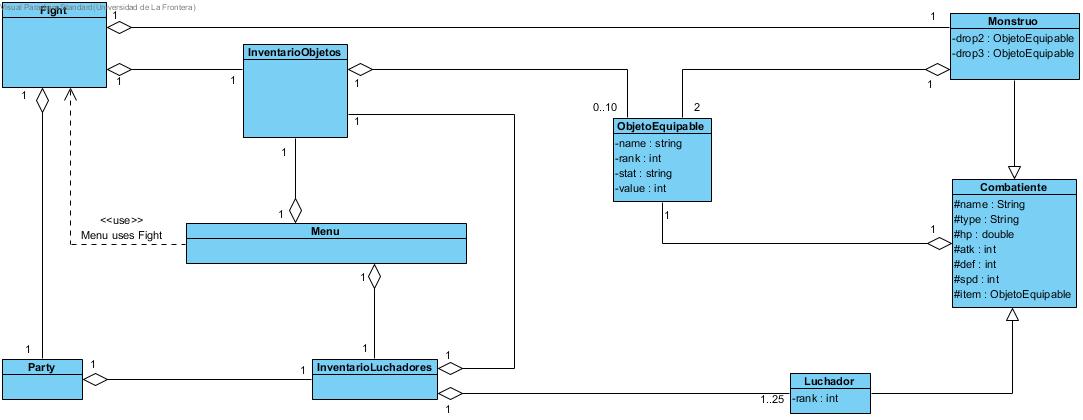 Visual Paradigm Standard(Universidad de La Frontera)
Fight
1
1
Monstruo
-drop2 : ObjetoEquipable
-drop3 : ObjetoEquipable
InventarioObjetos
1
1
1
1
1
0..10
2
1
ObjetoEquipable
-name : string
-rank : int
-stat : string
-value : int
1
1
Combatiente
#name : String
#type : String
#hp : double
#atk : int
#def : int
#spd : int
#item : ObjetoEquipable
1
1
<<use>>
Menu uses Fight
Menu
1
1
1
1
Party
1
1
InventarioLuchadores
1
1
1..25
Luchador
-rank : int